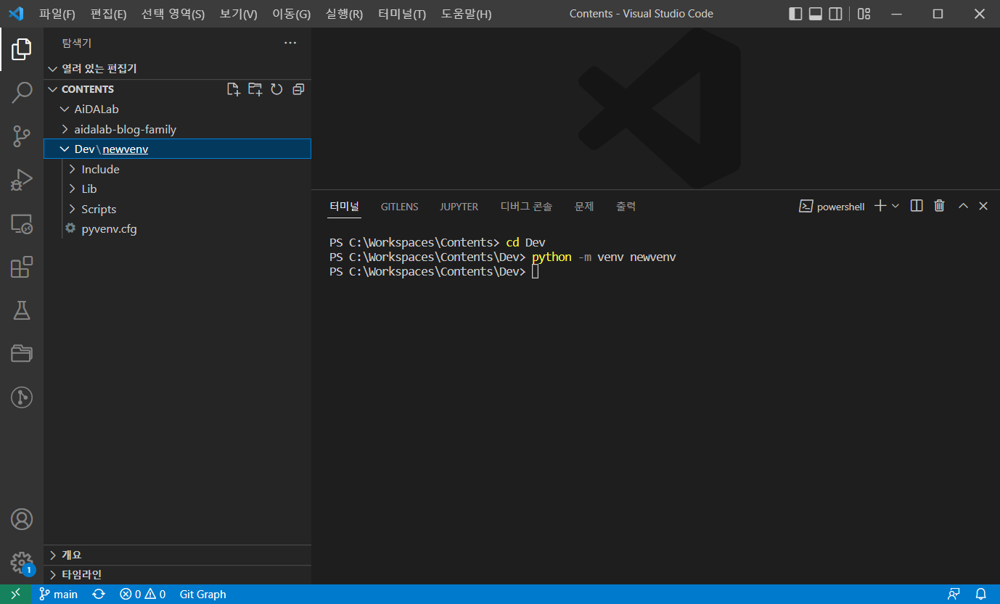 파일(F) 편집(E) 선택 영역(S) 보기(V) 이동(G) 실행(R) 터미널(T) 도움말(H) Contents - Visual Studio Code
탐색기
열려 있는 편집기
CONTENTS
AiDALab
aidalab-blog-family
Dev\newvenv
Include
Lib
Scripts
pyvenv.cfg
개요
타임라인
터미널 GITLENS JUPYTER 디버그 콘솔 문제 출력 powershell
PS C:\Workspaces\Contents> cd Dev
PS C:\Workspaces\Contents\Dev> python -m venv newvenv
PS C:\Workspaces\Contents\Dev>
1
main 0 0 Git Graph